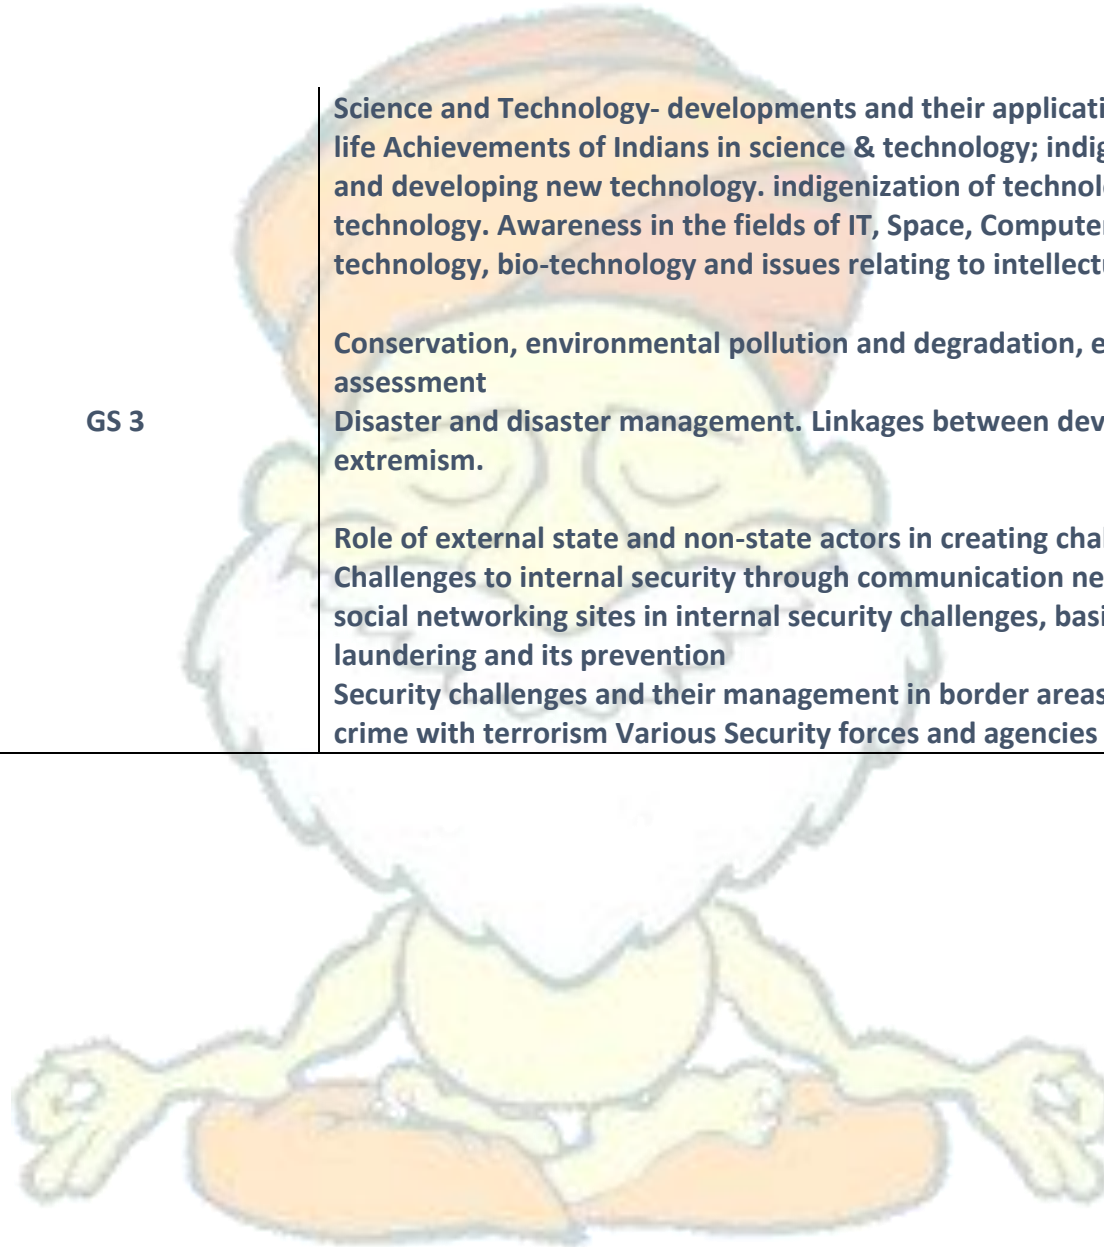 Science and Technology- developments and their applicati
life Achievements of Indians in science & technology; indig
and developing new technology. indigenization of technol
technology. Awareness in the fields of IT, Space, Compute
technology, bio-technology and issues relating to intellect
Conservation, environmental pollution and degradation, e
assessment
GS 3
Disaster and disaster management. Linkages between dev
extremism.
Role of external state and non-state actors in creating chal
Challenges to internal security through communication ne
social networking sites in internal security challenges, basi
laundering and its prevention
Security challenges and their management in border areas
crime with terrorism Various Security forces and agencies